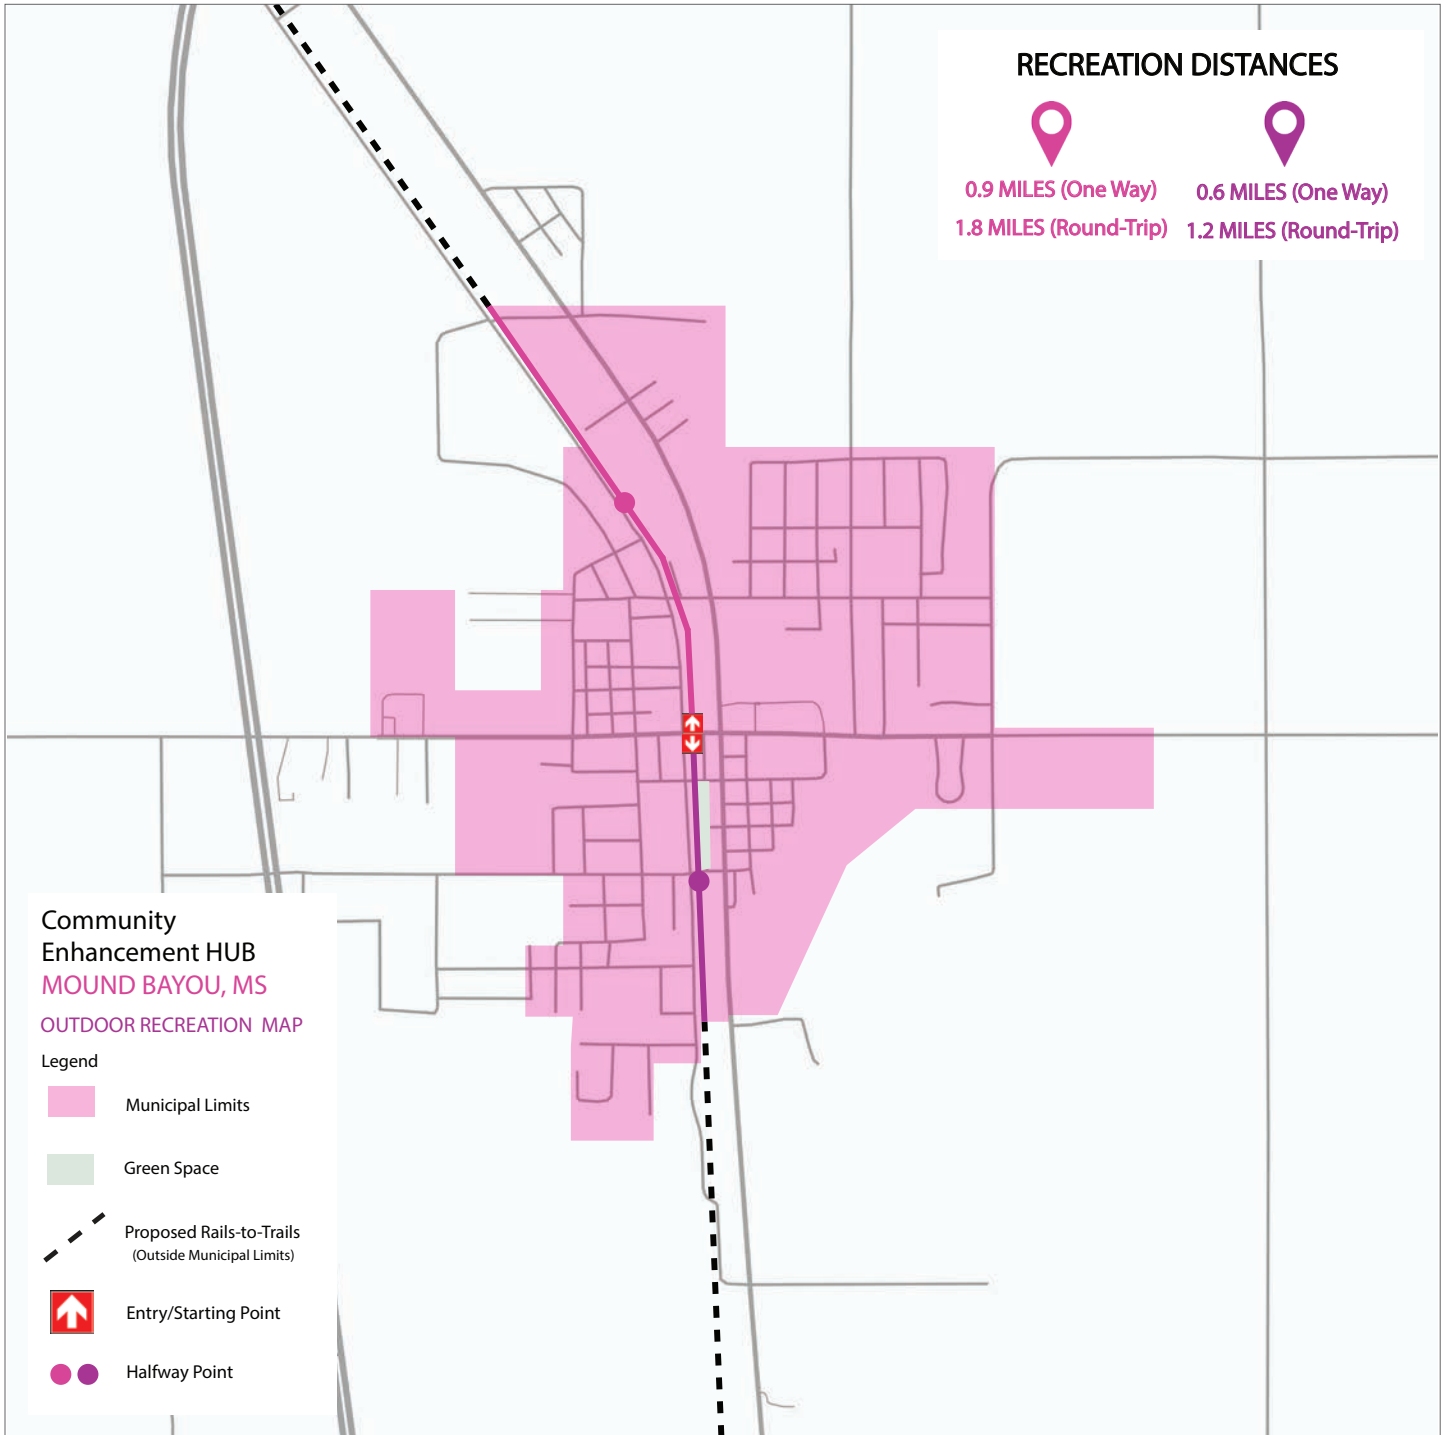 RECREATION DISTANCES
0.9 MILES (One Way)
1.8 MILES (Round-Trip)
0.6 MILES (One Way)
1.2 MILES (Round-Trip)
Community
Enhancement HUB
MOUND BAYOU, MS
OUTDOOR RECREATION MAP
Legend
Municipal Limits
Green Space
Proposed Rails-to-Trails
(Outside Municipal Limits)
Entry/Starting Point
Halfway Point